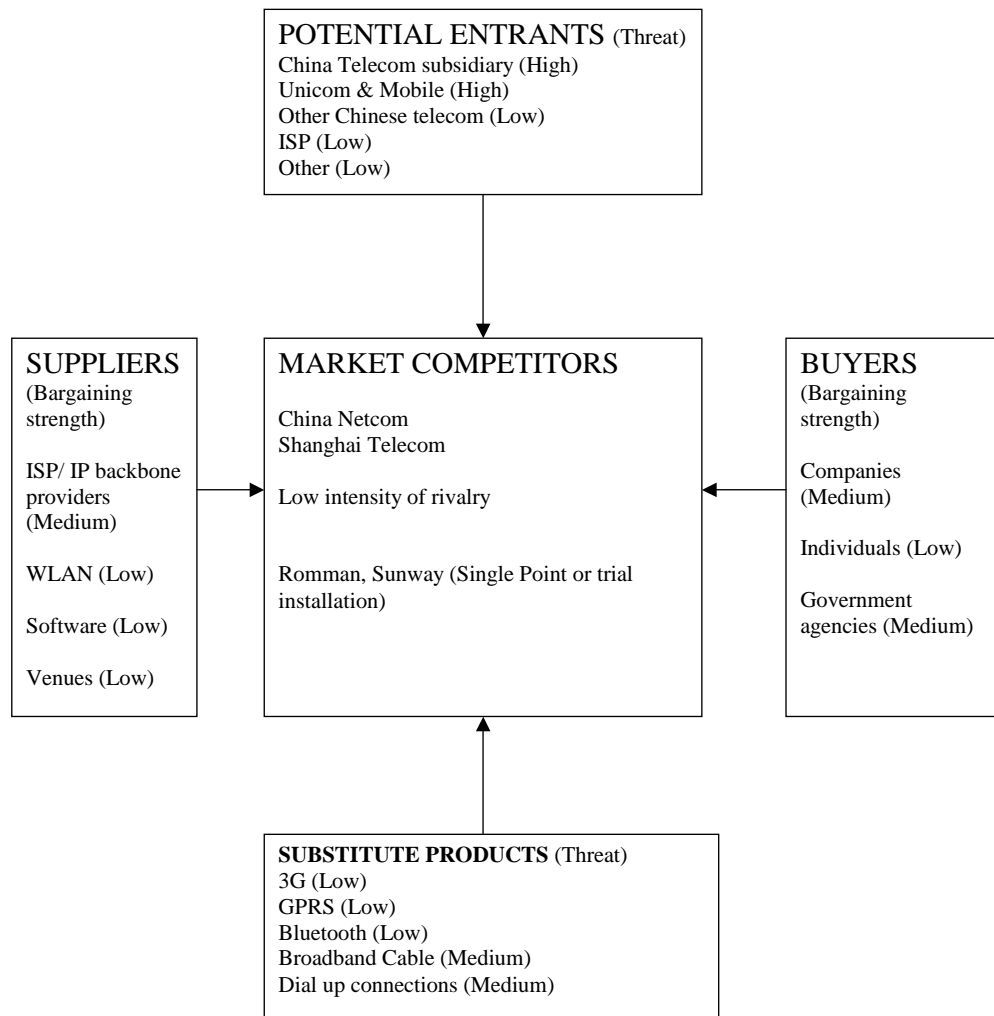 POTENTIAL ENTRANTS (Threat)
China Telecom subsidiary (High)
Unicom & Mobile (High)
Other Chinese telecom (Low)
ISP (Low)
Other (Low)
SUPPLIERS
(Bargaining
strength)
ISP/ IP backbone
providers
(Medium)
WLAN (Low)
Software (Low)
Venues (Low)
MARKET COMPETITORS
China Netcom
Shanghai Telecom
Low intensity of rivalry
Romman, Sunway (Single Point or trial
installation)
BUYERS
(Bargaining
strength)
Companies
(Medium)
Individuals (Low)
Government
agencies (Medium)
SUBSTITUTE PRODUCTS (Threat)
3G (Low)
GPRS (Low)
Bluetooth (Low)
Broadband Cable (Medium)
Dial up connections (Medium)